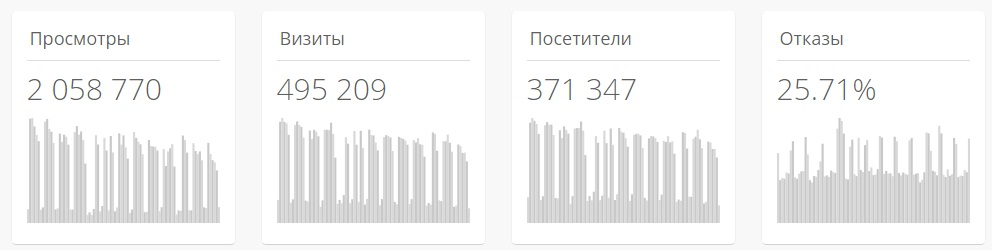 Просмотры
2 058 770
Визиты
495 209
Посетители
371 347
Отказы
25.71%